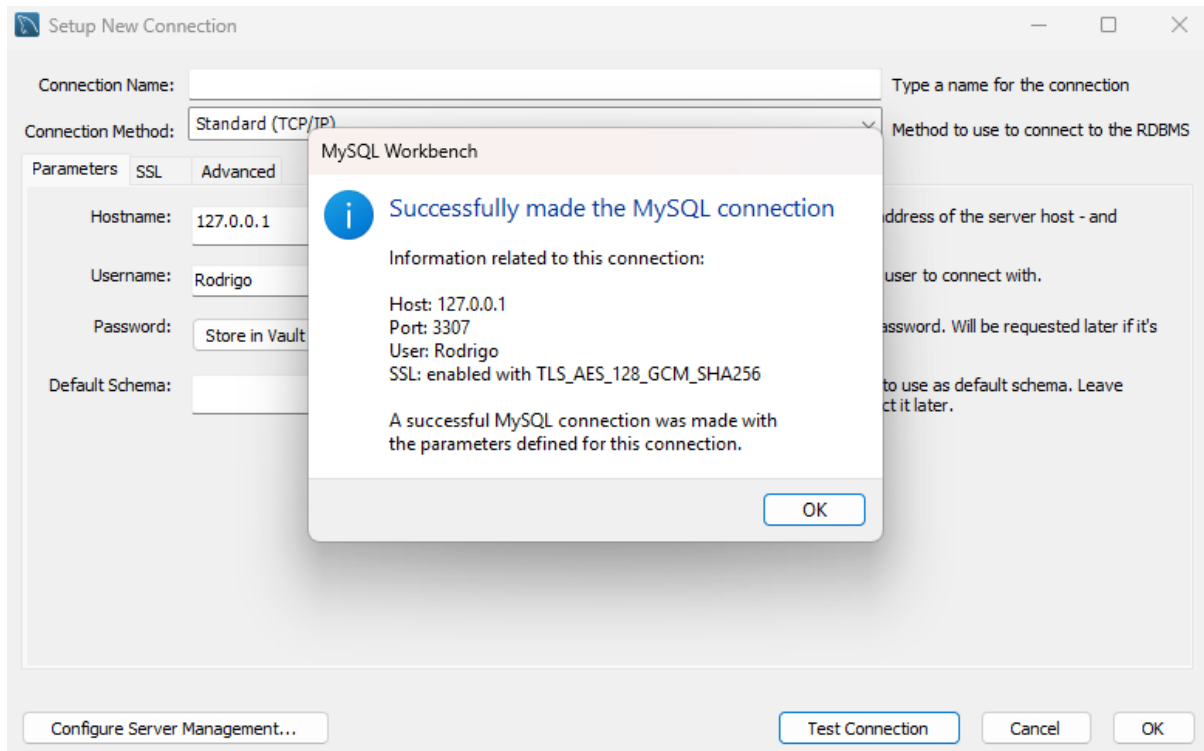 Setup New Connection
Connection Name:
Type a name for the connection
Connection Method:
Standard (TCP/IP)
Method to use to connect to the RDBMS
Parameters
SSL
Advanced
MySQL Workbench
Successfully made the MySQL connection
Information related to this connection:
Host: 127.0.0.1
Port: 3307
User: Rodrigo
SSL: enabled with TLS_AES_128_GCM_SHA256
A successful MySQL connection was made with
the parameters defined for this connection.
OK
Hostname:
127.0.0.1
address of the server host - and
Username:
Rodrigo
user to connect with.
Password:
Store in Vault
password. Will be requested later if it's
Default Schema:
to use as default schema. Leave
it later.
Configure Server Management...
Test Connection
Cancel
OK